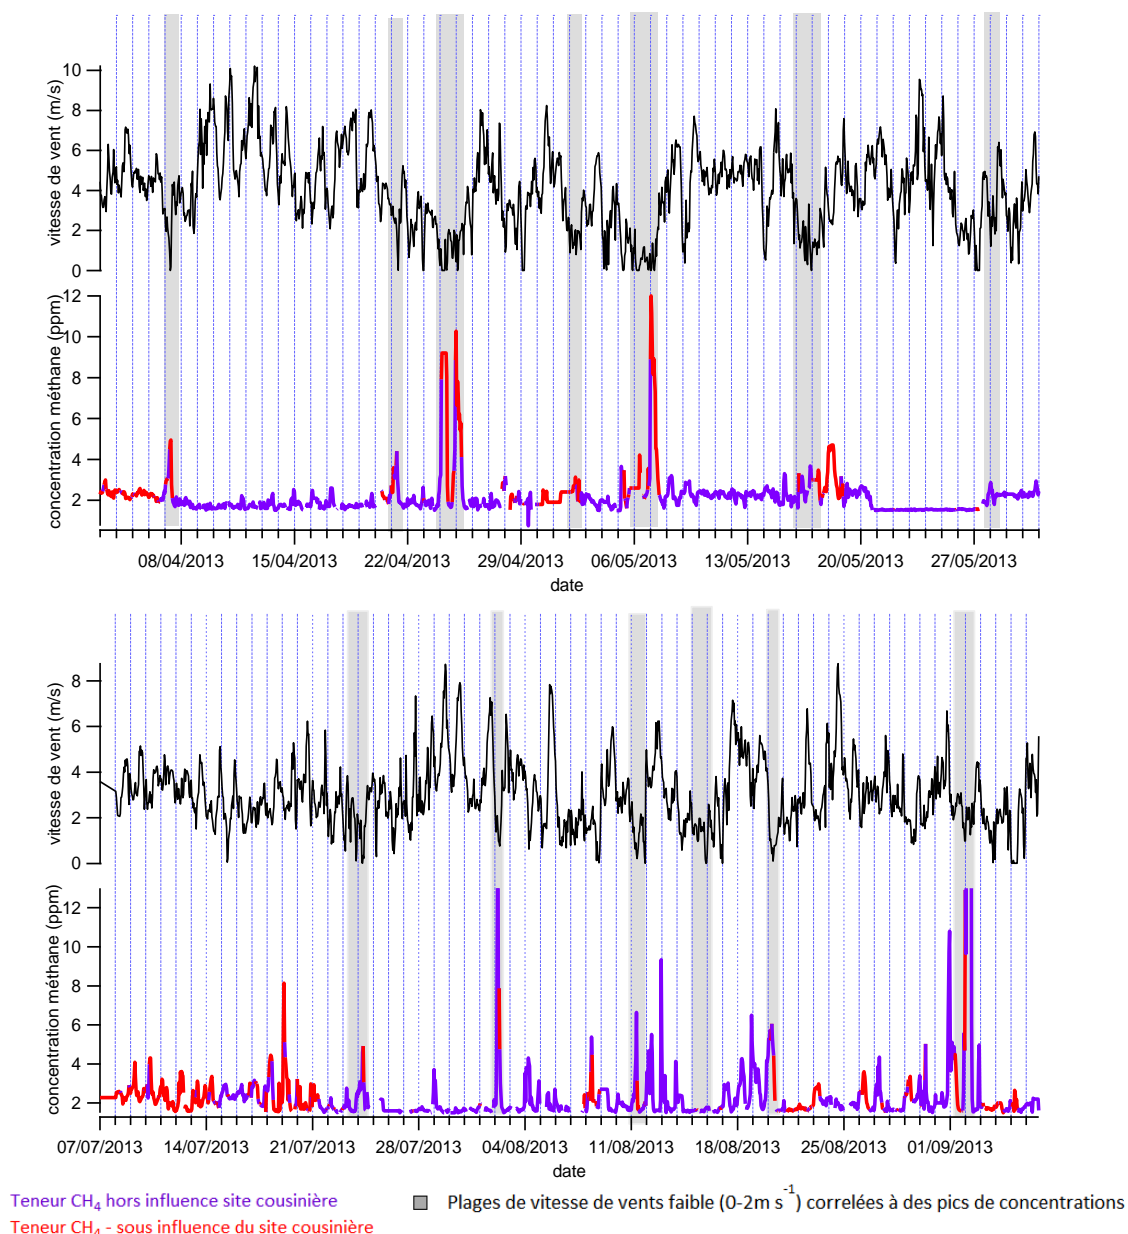 vitesse de vent (m/s)
10
8
6
4
2
0
concentration méthane (ppm)
12
10
8
6
4
2
08/04/2013 15/04/2013 22/04/2013 29/04/2013 06/05/2013 13/05/2013 20/05/2013 27/05/2013
date
vitesse de vent (m/s)
8
6
4
2
0
concentration méthane (ppm)
12
10
8
6
4
2
07/07/2013 14/07/2013 21/07/2013 28/07/2013 04/08/2013 11/08/2013 18/08/2013 25/08/2013 01/09/2013
date
Teneur CH4 hors influence site cousinière
Teneur CH4 - sous influence du site cousinière
Plages de vitesse de vents faible (0-2m s-1) correlées à des pics de concentrations